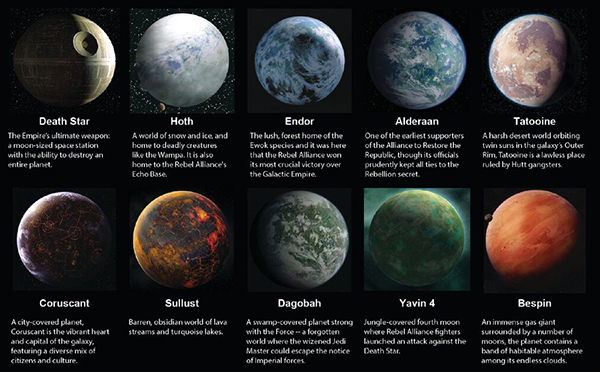 Death Star
The Empire's ultimate weapon:
a moon-sized space station
with the ability to destroy an
entire planet.
Hoth
A world of snow and ice, and
home to deadly creatures
like the Wampa. It is also
home to the Rebel Alliance's
Echo Base.
Endor
The lush, forest home of the
Ewok species and it was here
that the Rebel Alliance won
its most crucial victory over
the Galactic Empire.
Alderaan
One of the earliest supporters
of the Alliance to Restore the
Republic, though its officials
prudently kept all ties to the
Rebellion secret.
Tatooine
A harsh desert world orbiting
twin suns in the galaxy's Outer
Rim, Tatooine is a lawless place
ruled by Hutt gangsters.
Coruscant
A city-covered planet,
Coruscant is the vibrant heart
and capital of the galaxy,
featuring a diverse mix of
citizens and culture.
Sullust
Barren, obsidian world of lava
streams and turquoise lakes.
Dagobah
A swamp-covered planet strong
with the Force -- a forgotten
world where the wizened Jedi
Master could escape the notice
of Imperial forces.
Yavin 4
Jungle-covered fourth moon
where Rebel Alliance fighters
launched an attack against the
Death Star.
Bespin
An immense gas giant
surrounded by a number of
moons, the planet contains a
band of habitable atmosphere
among its endless clouds.